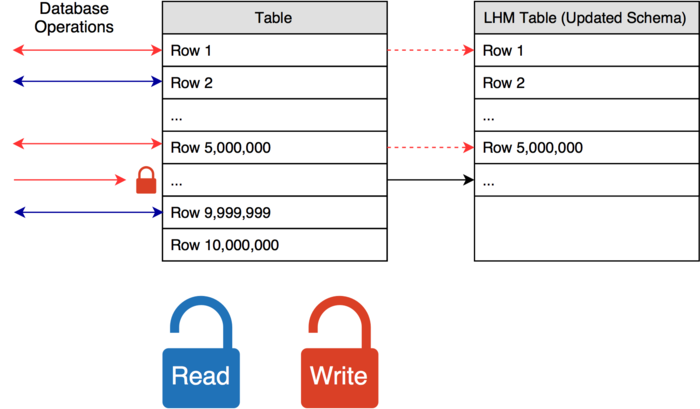 Database
Operations
Table
LHM Table (Updated Schema)
Row 1
Row 1
Row 2
Row 2
...
...
Row 5,000,000
Row 5,000,000
...
...
Row 9,999,999
Row 10,000,000
Read
Write